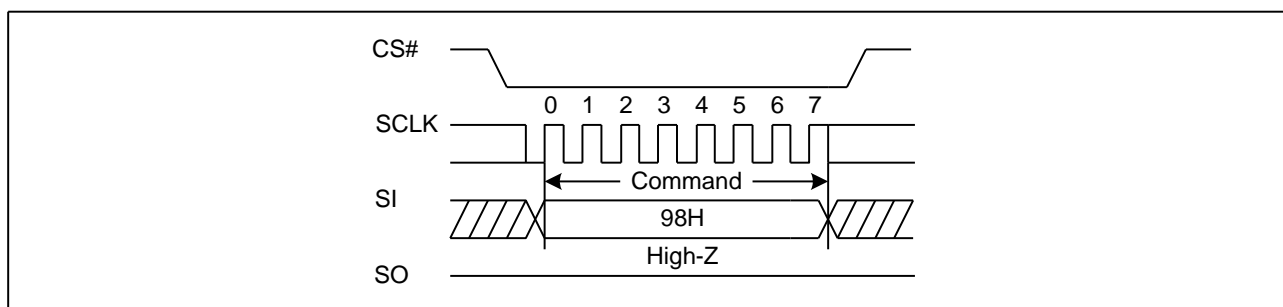 CS#
0 1 2 3 4 5 6 7
SCLK
Command
SI
98H
High-Z
SO